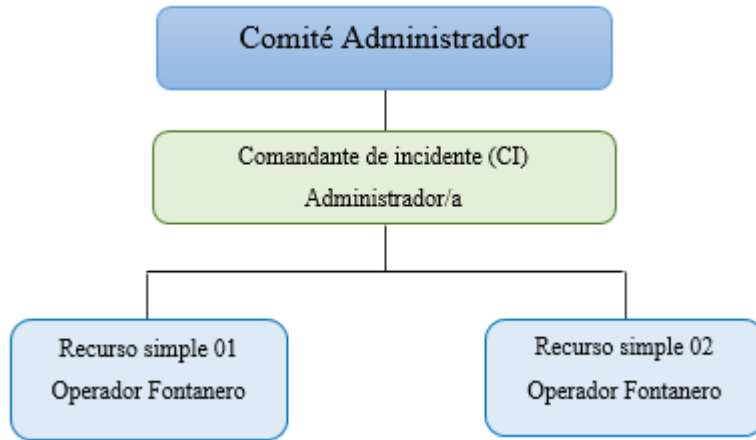 Comité Administrador
Comandante de incidente (CI)
Administrador/a
Recurso simple 01
Operador Fontanero
Recurso simple 02
Operador Fontanero